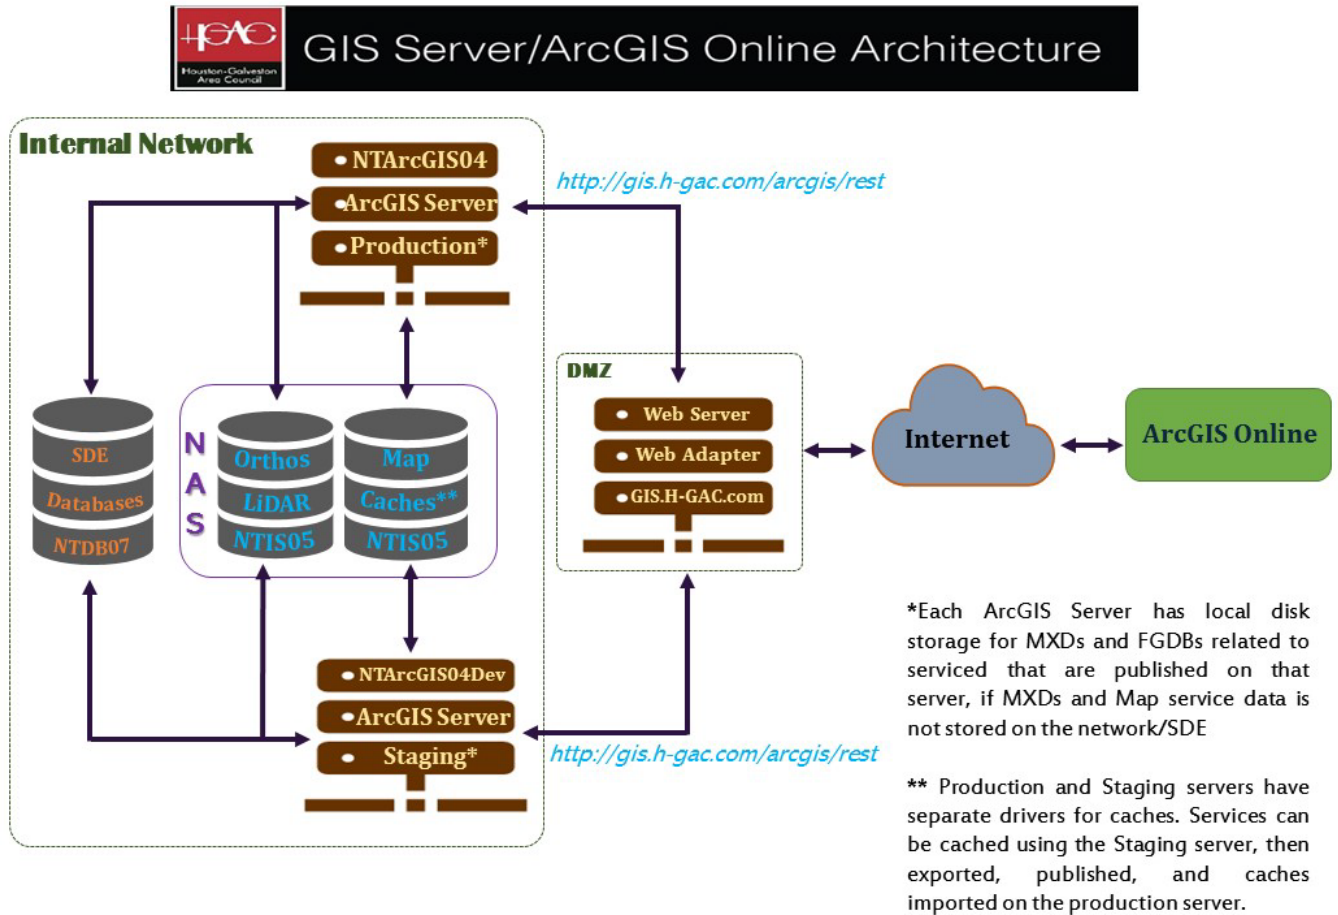 HGAC
Houston-Galveston
Area Council
GIS Server/ArcGIS Online Architecture
Internal Network
NTArcGIS04
ArcGIS Server
Production*
http://gis.h-gac.com/arcgis/rest
SDE
Databases
NTDB07
NAS
Orthos
LiDAR
NTIS05
Map
Caches**
NTIS05
DMZ
Web Server
Web Adapter
GIS.H-GAC.com
Internet
ArcGIS Online
NTArcGIS04Dev
ArcGIS Server
Staging*
http://gis.h-gac.com/arcgis/rest
*Each ArcGIS Server has local disk
storage for MXDs and FGDBs related to
serviced that are published on that
server, if MXDs and Map service data is
not stored on the network/SDE
** Production and Staging servers have
separate drivers for caches. Services can
be cached using the Staging server, then
exported, published, and caches
imported on the production server.